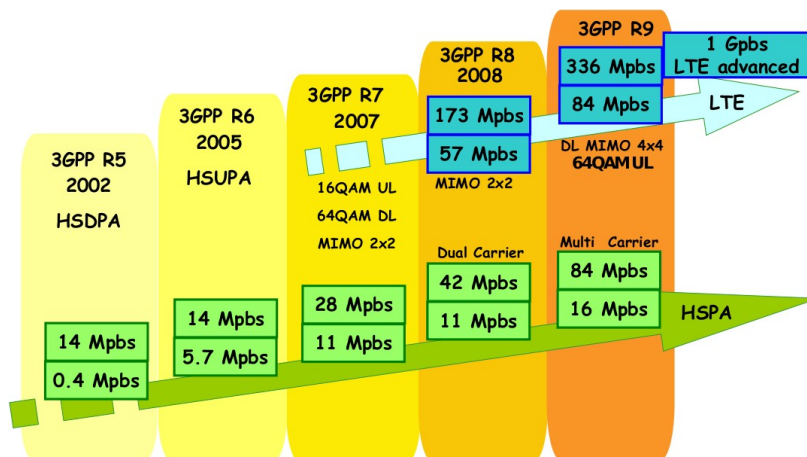 3GPP R5
2002
HSDPA
14 Mpbs
0.4 Mpbs
3GPP R6
2005
HSUPA
14 Mpbs
5.7 Mpbs
3GPP R7
2007
16QAM UL
64QAM DL
MIMO 2x2
28 Mpbs
11 Mpbs
3GPP R8
2008
173 Mpbs
57 Mpbs
MIMO 2x2
Dual Carrier
42 Mpbs
11 Mpbs
3GPP R9
336 Mpbs
84 Mpbs
DL MIMO 4x4
64QAM UL
Multi Carrier
84 Mpbs
16 Mpbs
1 Gpbs
LTE advanced
LTE
HSPA